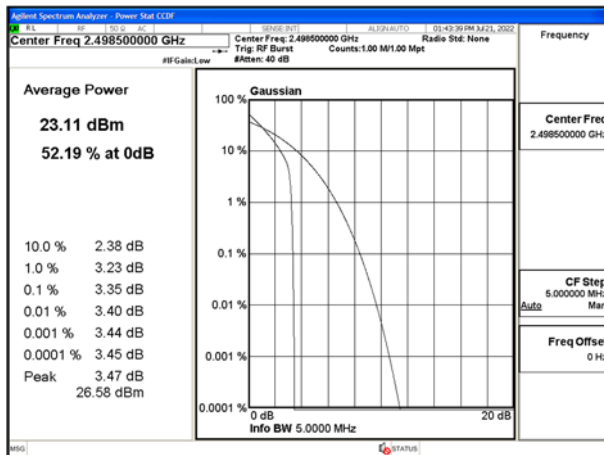 Agilent Spectrum Analyzer - Power Stat CCDF
RL RF 50 Ω AC SENSE:INT ALIGNAUTO 01:43:39 PM Jul 21, 2022
Center Freq 2.498500000 GHz
Center Freq: 2.498500000 GHz Radio Std: None
Trig: RF Burst Counts:1.00 M/1.00 Mpt
#IFGain:Low #Atten: 40 dB
Frequency
Average Power
23.11 dBm
52.19 % at 0dB
10.0 % 2.38 dB
1.0 % 3.23 dB
0.1 % 3.35 dB
0.01 % 3.40 dB
0.001 % 3.44 dB
0.0001 % 3.45 dB
Peak 3.47 dB
26.58 dBm
Gaussian
100 %
10 %
1 %
0.1 %
0.01 %
0.001 %
0.0001 %
0 dB 20 dB
Info BW 5.0000 MHz
Center Freq
2.498500000 GHz
CF Step
5.000000 MHz
Auto Man
Freq Offset
0 Hz
MSG STATUS